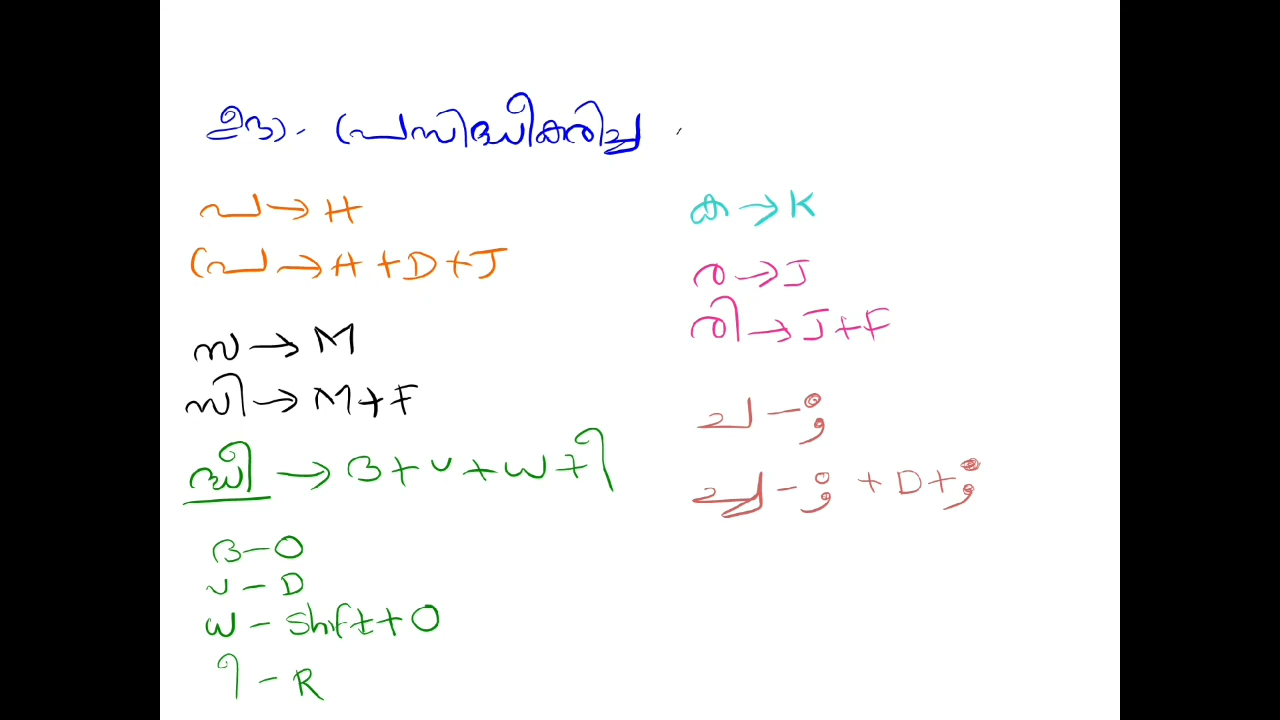 ഉദാ. പ്രസിദ്ധീകരിച്ച
പ → H
പ്ര → H + D + J
സ → M
സി → M + F
ദ്ധീ → ദ + ് + ധ + ീ
ദ - O
് - D
ധ - Shift + O
ീ - R
ക → K
ര → J
രി → J + F
ച - ;
ച്ച - ; + D + ;